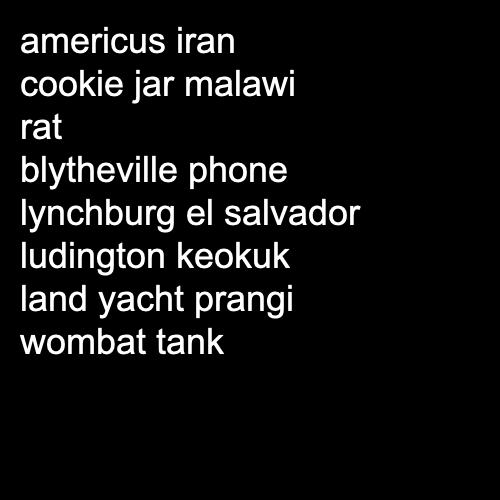 americus iran
cookie jar malawi
rat
blytheville phone
lynchburg el salvador
ludington keokuk
land yacht prangi
wombat tank